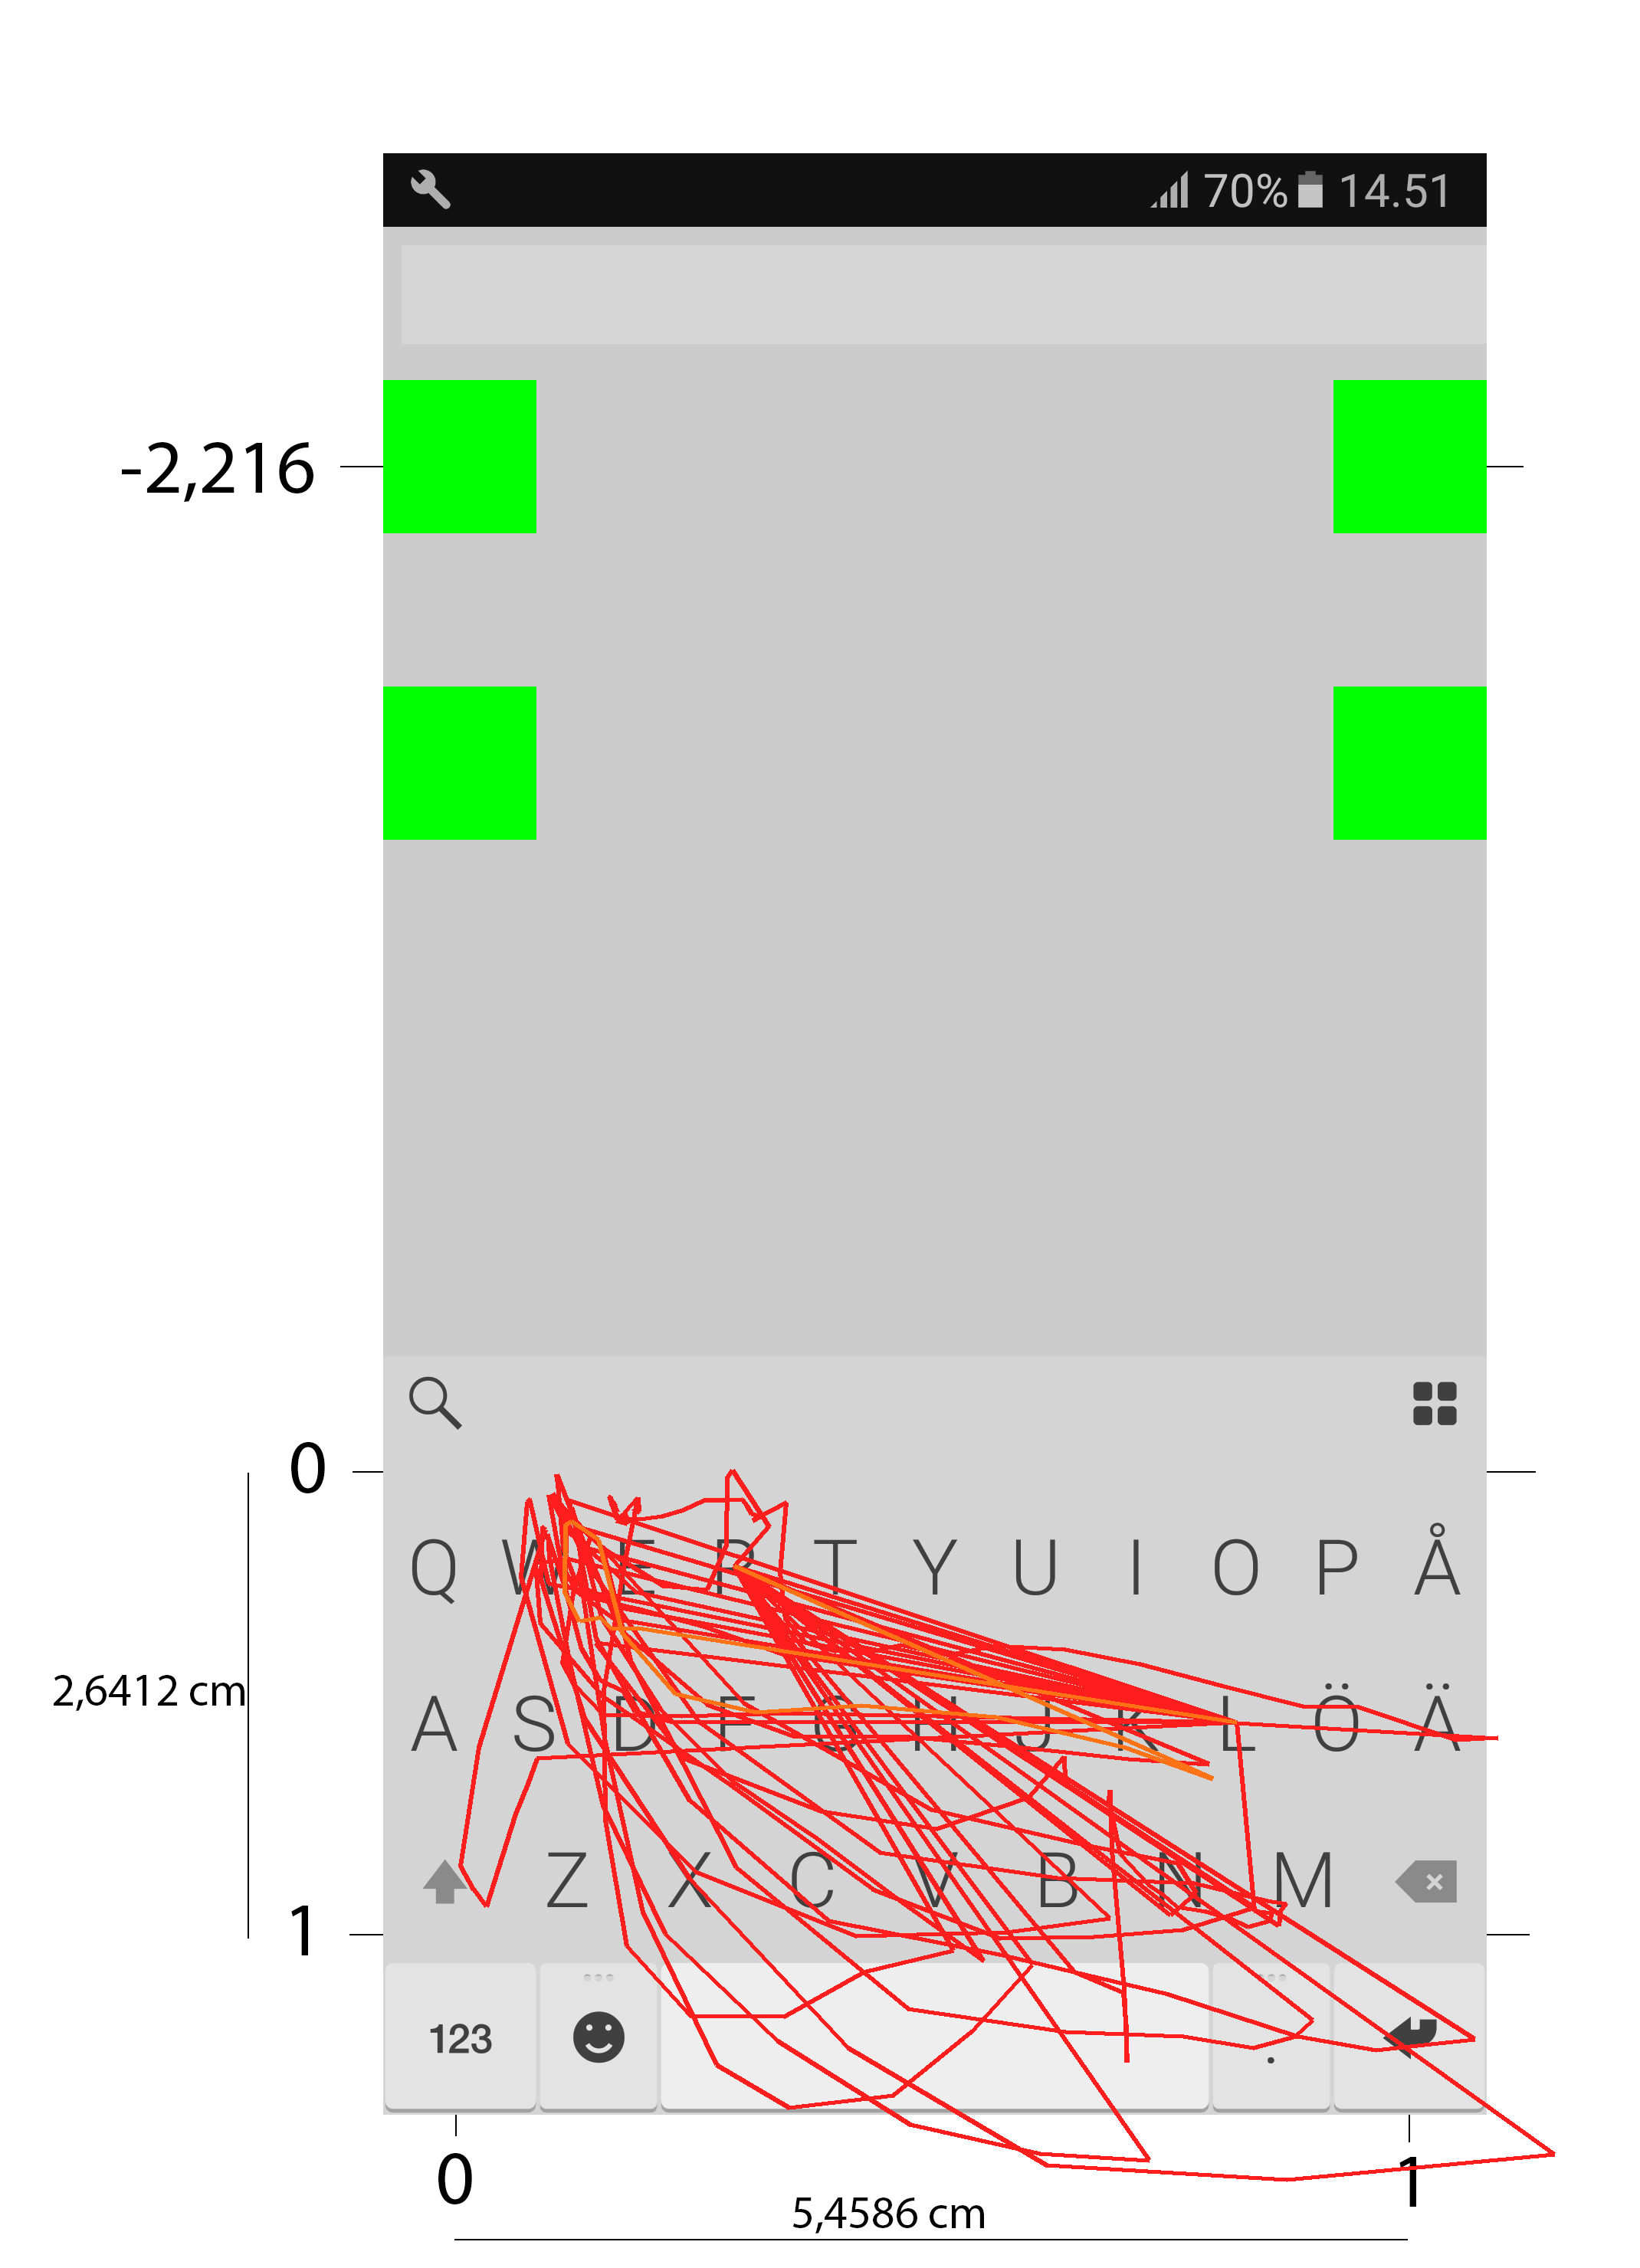 70% 14.51
-2,216
0
Q W E R T Y U I O P Å
2,6412 cm
A S D F G H J K L Ö Ä
Z X C V B N M
1
123 .
0 1
5,4586 cm